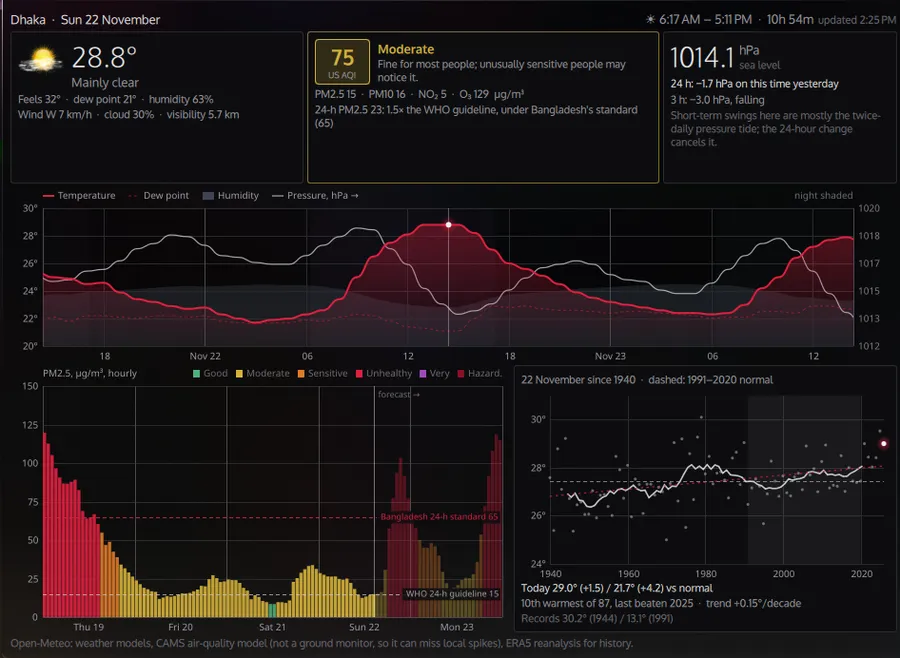 Dhaka · Sun 22 November
☀ 6:17 AM – 5:11 PM · 10h 54m updated 2:25 PM
28.8°
Mainly clear
Feels 32° · dew point 21° · humidity 63%
Wind W 7 km/h · cloud 30% · visibility 5.7 km
75
US AQI
Moderate
Fine for most people; unusually sensitive people may
notice it.
PM2.5 15 · PM10 16 · NO₂ 5 · O₃ 129 µg/m³
24-h PM2.5 23: 1.5× the WHO guideline, under Bangladesh's standard
(65)
1014.1 hPa
sea level
24 h: −1.7 hPa on this time yesterday
3 h: −3.0 hPa, falling
Short-term swings here are mostly the twice-
daily pressure tide; the 24-hour change
cancels it.
Temperature Dew point Humidity Pressure, hPa → night shaded
30° 1020
28° 1018
26° 1017
24° 1015
22° 1013
20° 1012
18 Nov 22 06 12 18 Nov 23 06 12
PM2.5, µg/m³, hourly Good Moderate Sensitive Unhealthy Very Hazard.
150
forecast →
125
100
75
Bangladesh 24-h standard 65
50
25
WHO 24-h guideline 15
0
Thu 19 Fri 20 Sat 21 Sun 22 Mon 23
22 November since 1940 · dashed: 1991–2020 normal
30°
28°
26°
24°
1940 1960 1980 2000 2020
Today 29.0° (+1.5) / 21.7° (+4.2) vs normal
10th warmest of 87, last beaten 2025 · trend +0.15°/decade
Records 30.2° (1944) / 13.1° (1991)
Open-Meteo: weather models, CAMS air-quality model (not a ground monitor, so it can miss local spikes), ERA5 reanalysis for history.